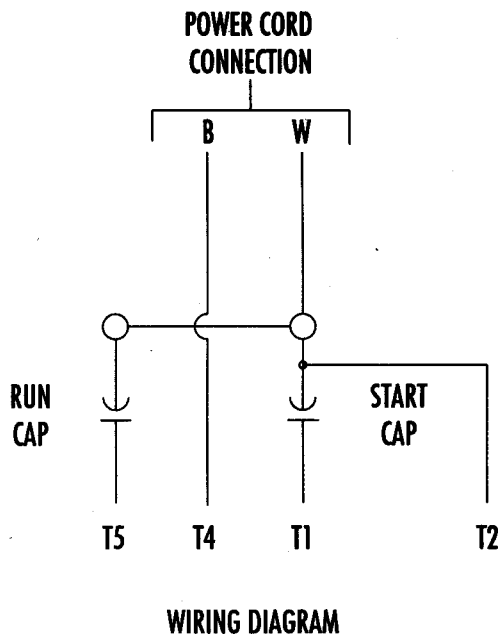 POWER CORD
CONNECTION
B W
RUN
CAP
START
CAP
T5 T4 T1 T2
WIRING DIAGRAM